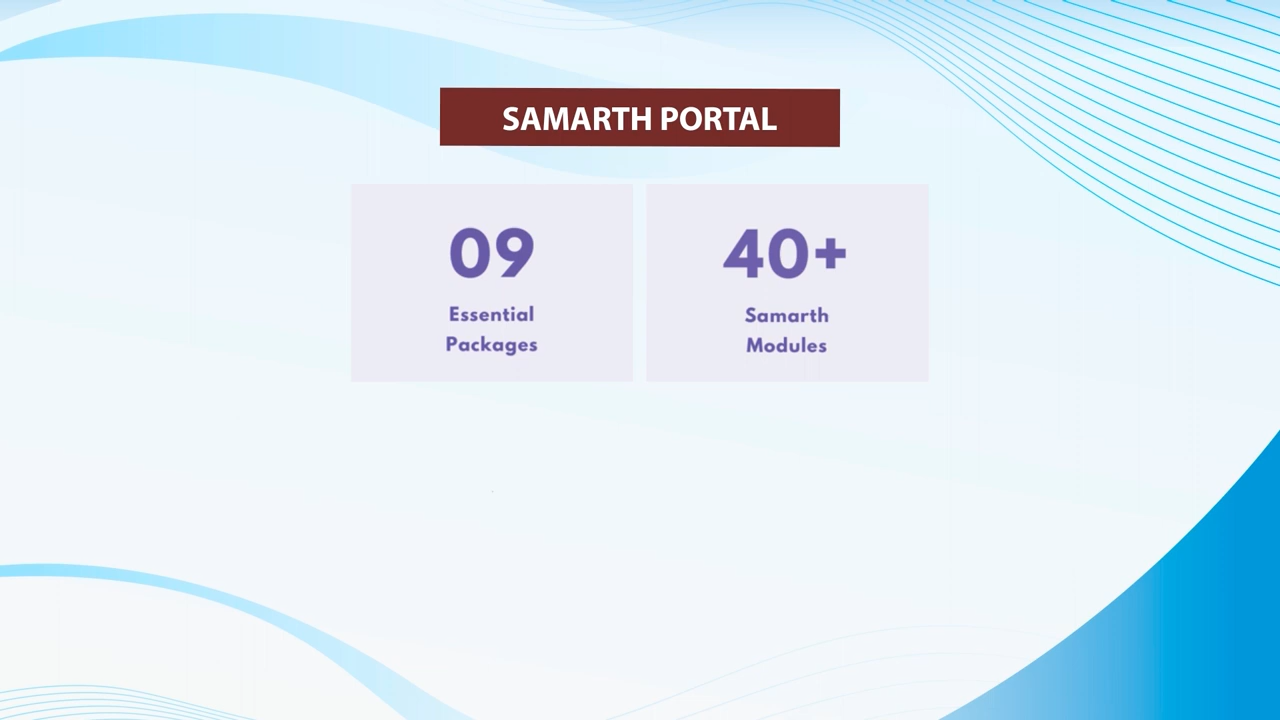 SAMARTH PORTAL
09
Essential
Packages
40+
Samarth
Modules